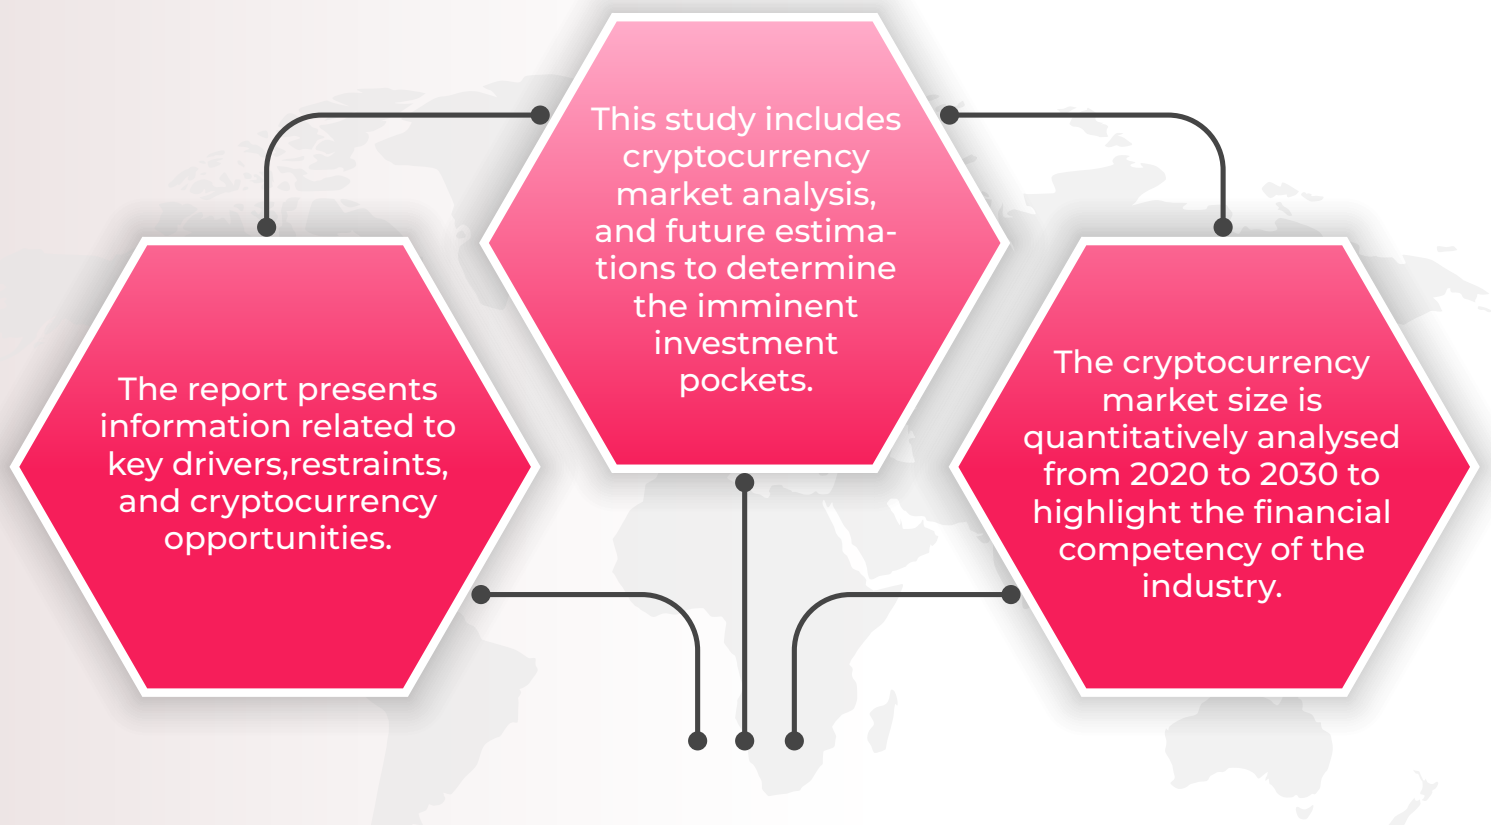 This study includes
cryptocurrency
market analysis,
and future estima-
tions to determine
the imminent
investment
pockets.
The report presents
information related to
key drivers,restraints,
and cryptocurrency
opportunities.
The cryptocurrency
market size is
quantitatively analysed
from 2020 to 2030 to
highlight the financial
competency of the
industry.